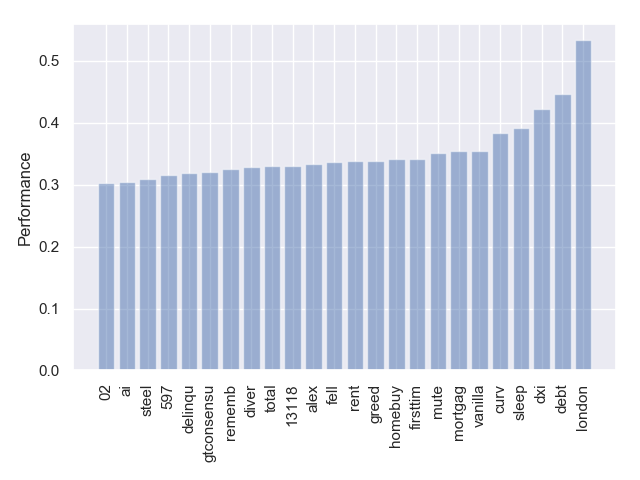 0.5
0.4
0.3
0.2
0.1
0.0
Performance
02
ai
steel
597
delinqu
gtconsensu
rememb
diver
total
13118
alex
fell
rent
greed
homebuy
firsttim
mute
mortgag
vanilla
curv
sleep
dxi
debt
london